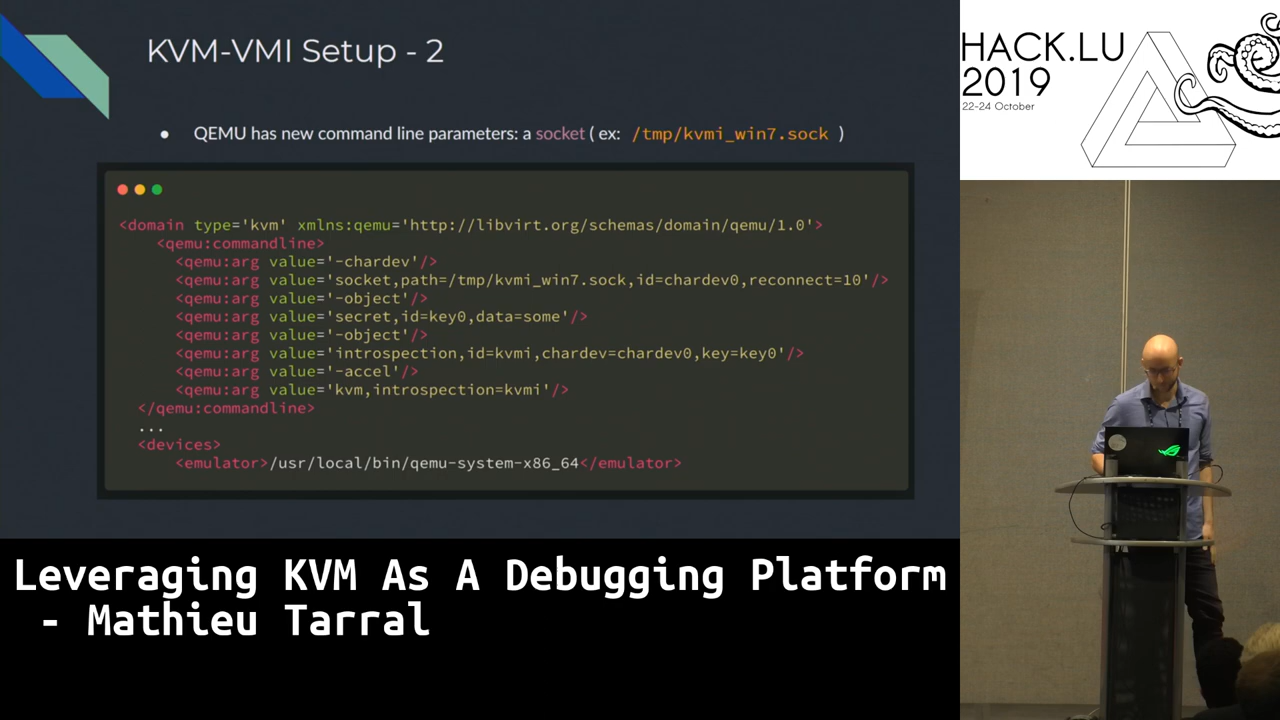 KVM-VMI Setup - 2
HACK.LU
2019
22-24 October
● QEMU has new command line parameters: a socket ( ex: /tmp/kvmi_win7.sock )
<domain type='kvm' xmlns:qemu='http://libvirt.org/schemas/domain/qemu/1.0'>
<qemu:commandline>
<qemu:arg value='-chardev'/>
<qemu:arg value='socket,path=/tmp/kvmi_win7.sock,id=chardev0,reconnect=10'/>
<qemu:arg value='-object'/>
<qemu:arg value='secret,id=key0,data=some'/>
<qemu:arg value='-object'/>
<qemu:arg value='introspection,id=kvmi,chardev=chardev0,key=key0'/>
<qemu:arg value='-accel'/>
<qemu:arg value='kvm,introspection=kvmi'/>
</qemu:commandline>
...
<devices>
<emulator>/usr/local/bin/qemu-system-x86_64</emulator>
Leveraging KVM As A Debugging Platform
- Mathieu Tarral